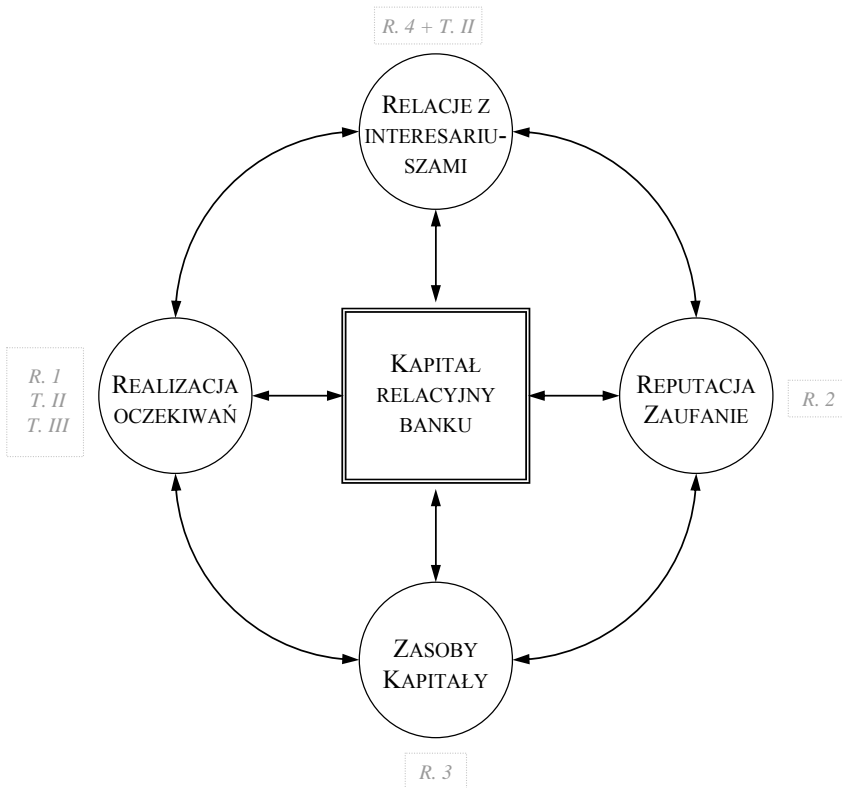 R. 4 + T. II
RELACJE Z
INTERESARIU-
SZAMI
R. 1
T. II
T. III
REALIZACJA
OCZEKIWAŃ
KAPITAŁ
RELACYJNY
BANKU
REPUTACJA
ZAUFANIE
R. 2
ZASOBY
KAPITAŁY
R. 3